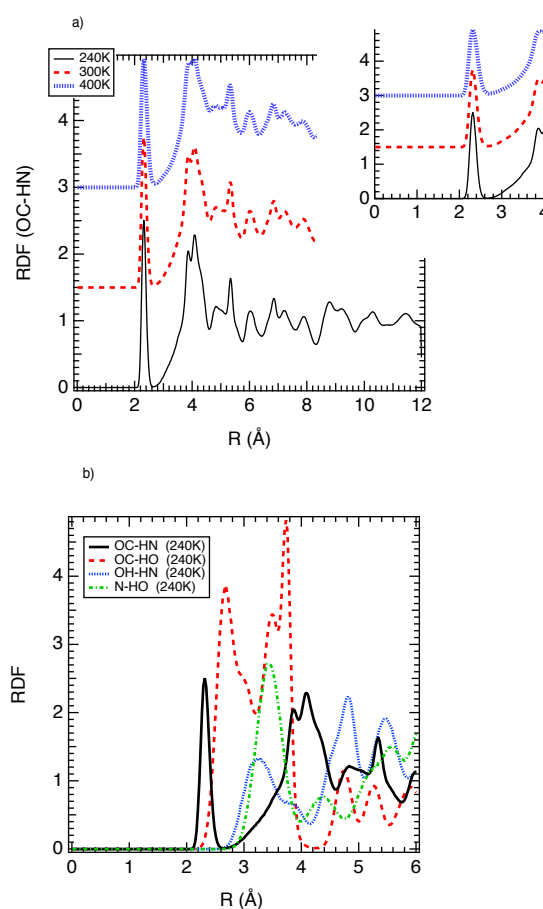 a)
240K
300K
400K
RDF (OC-HN)
4
3
2
1
0
0 2 4 6 8 10 12
R (Å)
5
4
3
2
1
0
0 1 2 3 4
b)
OC-HN (240K)
OC-HO (240K)
OH-HN (240K)
N-HO (240K)
RDF
4
3
2
1
0
0 1 2 3 4 5 6
R (Å)